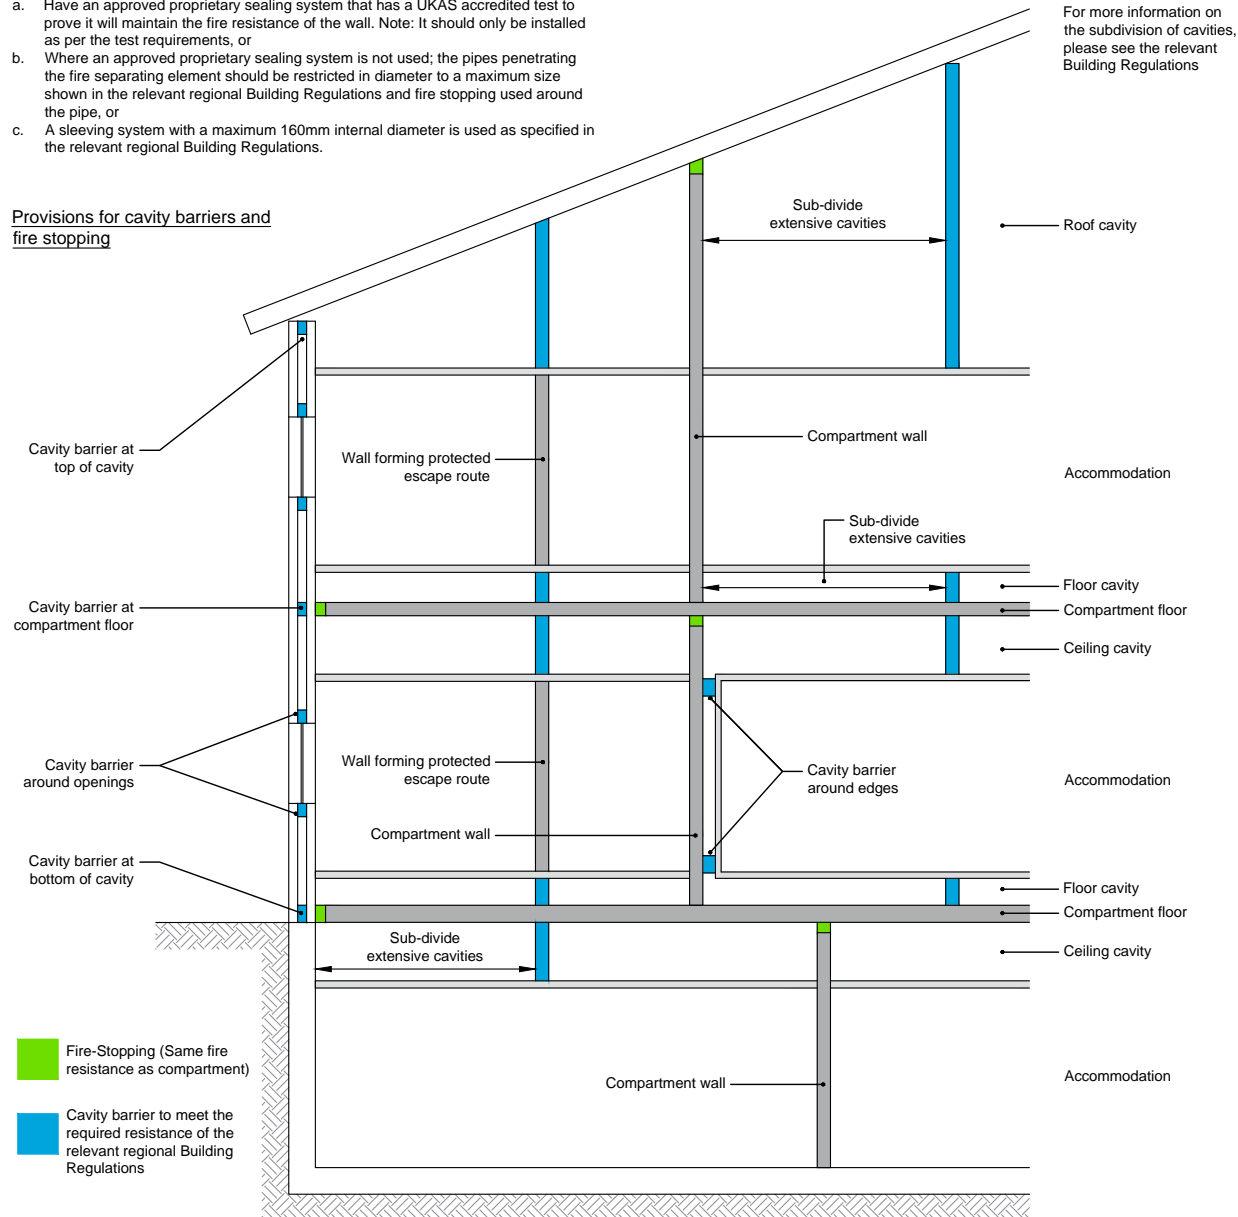 a. Have an approved proprietary sealing system that has a UKAS accredited test to
prove it will maintain the fire resistance of the wall. Note: It should only be installed
as per the test requirements, or
b. Where an approved proprietary sealing system is not used; the pipes penetrating
the fire separating element should be restricted in diameter to a maximum size
shown in the relevant regional Building Regulations and fire stopping used around
the pipe, or
c. A sleeving system with a maximum 160mm internal diameter is used as specified in
the relevant regional Building Regulations.
For more information on
the subdivision of cavities,
please see the relevant
Building Regulations
Provisions for cavity barriers and
fire stopping
Sub-divide
extensive cavities
Roof cavity
Cavity barrier at
top of cavity
Wall forming protected
escape route
Compartment wall
Accommodation
Sub-divide
extensive cavities
Floor cavity
Cavity barrier at
compartment floor
Compartment floor
Ceiling cavity
Cavity barrier
around openings
Wall forming protected
escape route
Cavity barrier
around edges
Accommodation
Compartment wall
Cavity barrier at
bottom of cavity
Floor cavity
Compartment floor
Sub-divide
extensive cavities
Ceiling cavity
Fire-Stopping (Same fire
resistance as compartment)
Compartment wall
Accommodation
Cavity barrier to meet the
required resistance of the
relevant regional Building
Regulations